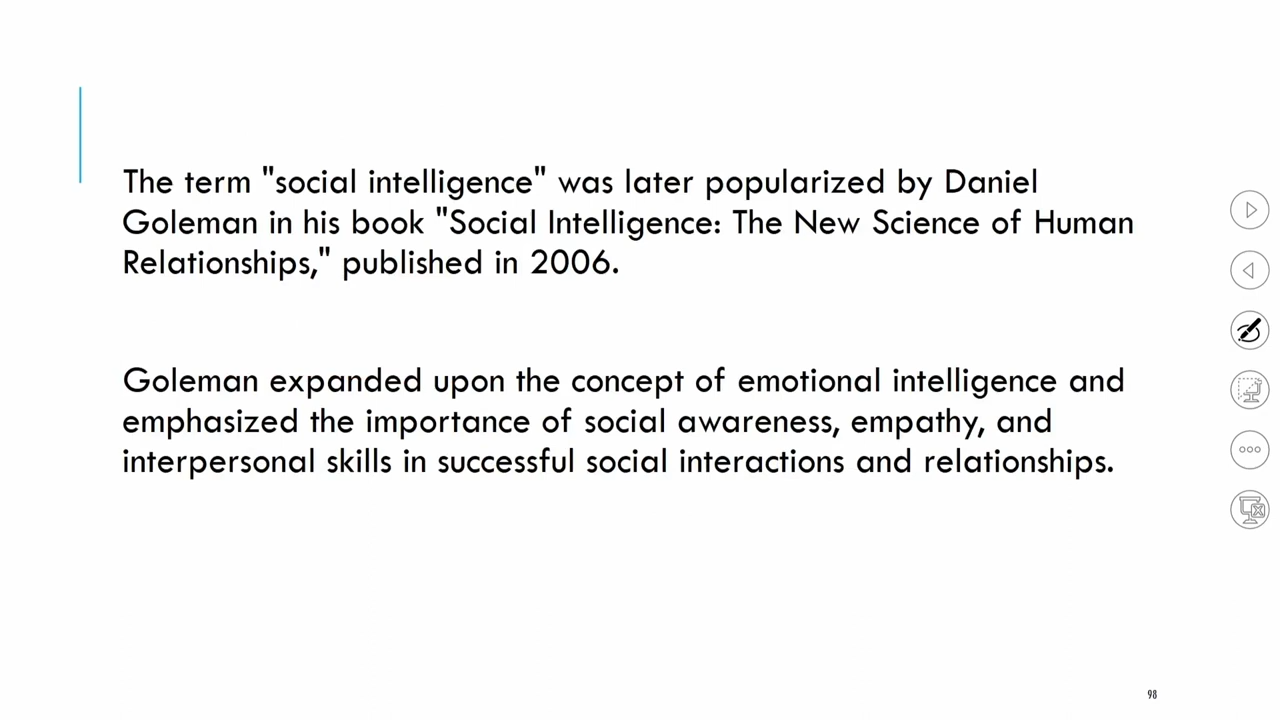 The term "social intelligence" was later popularized by Daniel
Goleman in his book "Social Intelligence: The New Science of Human
Relationships," published in 2006.
Goleman expanded upon the concept of emotional intelligence and
emphasized the importance of social awareness, empathy, and
interpersonal skills in successful social interactions and relationships.
98